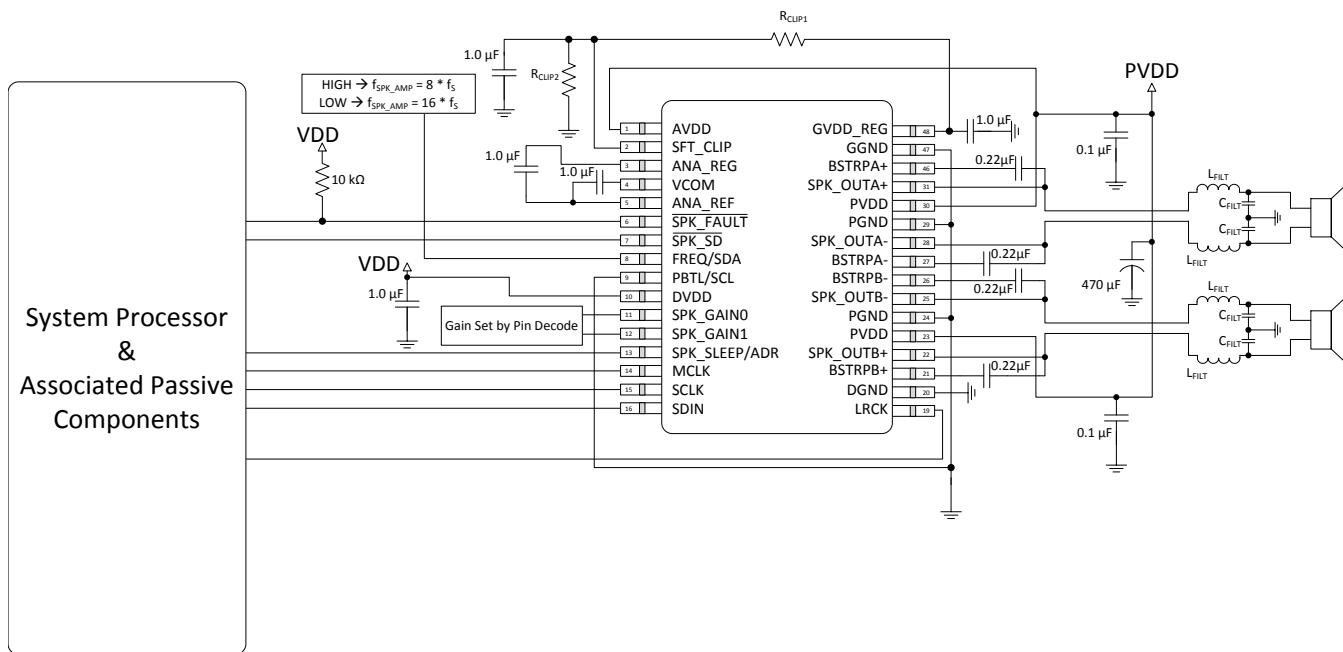 System Processor
&
Associated Passive
Components
HIGH → fSPK_AMP = 8 * fS
LOW → fSPK_AMP = 16 * fS
VDD
10 kΩ
VDD
1.0 µF
Gain Set by Pin Decode
1.0 µF
RCLIP2
RCLIP1
1.0 µF
1.0 µF
1 AVDD
2 SFT_CLIP
3 ANA_REG
4 VCOM
5 ANA_REF
6 SPK_FAULT
7 SPK_SD
8 FREQ/SDA
9 PBTL/SCL
10 DVDD
11 SPK_GAIN0
12 SPK_GAIN1
13 SPK_SLEEP/ADR
14 MCLK
15 SCLK
16 SDIN
GVDD_REG 48
GGND 47
BSTRPA+ 46
SPK_OUTA+ 31
PVDD 30
PGND 29
SPK_OUTA- 28
BSTRPA- 27
BSTRPB- 26
SPK_OUTB- 25
PGND 24
PVDD 23
SPK_OUTB+ 22
BSTRPB+ 21
DGND 20
LRCK 19
1.0 µF
0.22µF
0.22µF
0.22µF
0.22µF
PVDD
0.1 µF
470 µF
0.1 µF
LFILT
CFILT
CFILT
LFILT
LFILT
CFILT
CFILT
LFILT